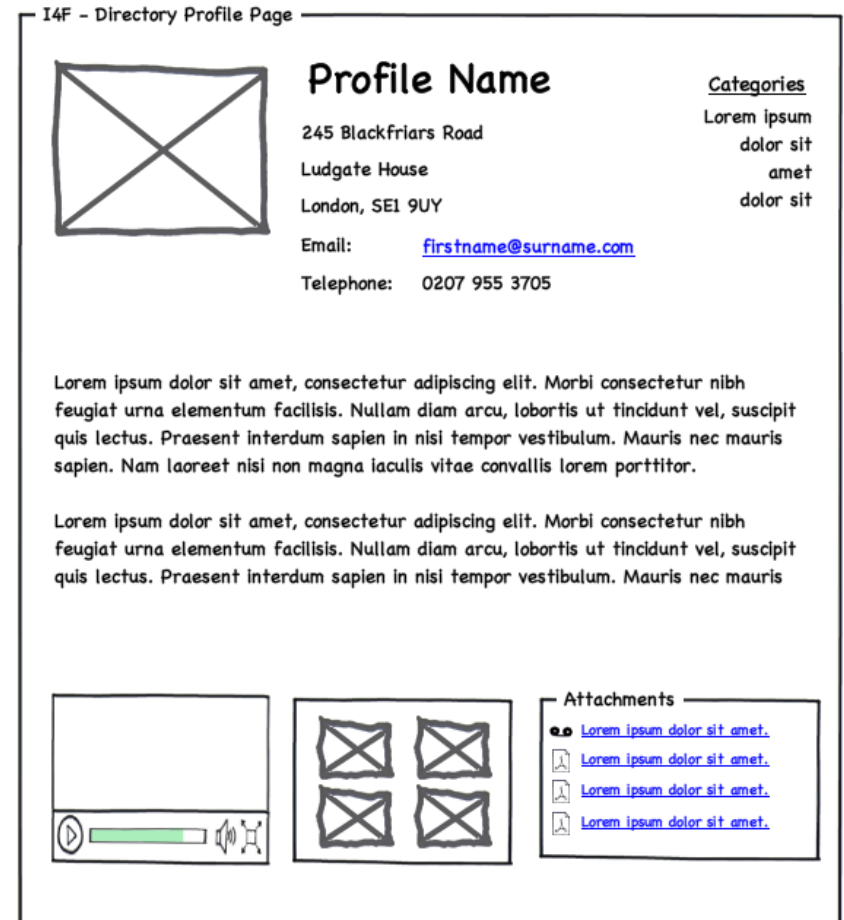 I4F - Directory Profile Page
Profile Name
245 Blackfriars Road
Ludgate House
London, SE1 9UY
Email: firstname@surname.com
Telephone: 0207 955 3705
Categories
Lorem ipsum
dolor sit
amet
dolor sit
Lorem ipsum dolor sit amet, consectetur adipiscing elit. Morbi consectetur nibh
feugiat urna elementum facilisis. Nullam diam arcu, lobortis ut tincidunt vel, suscipit
quis lectus. Praesent interdum sapien in nisi tempor vestibulum. Mauris nec mauris
sapien. Nam laoreet nisi non magna iaculis vitae convallis lorem porttitor.
Lorem ipsum dolor sit amet, consectetur adipiscing elit. Morbi consectetur nibh
feugiat urna elementum facilisis. Nullam diam arcu, lobortis ut tincidunt vel, suscipit
quis lectus. Praesent interdum sapien in nisi tempor vestibulum. Mauris nec mauris
Attachments
Lorem ipsum dolor sit amet.
Lorem ipsum dolor sit amet.
Lorem ipsum dolor sit amet.
Lorem ipsum dolor sit amet.